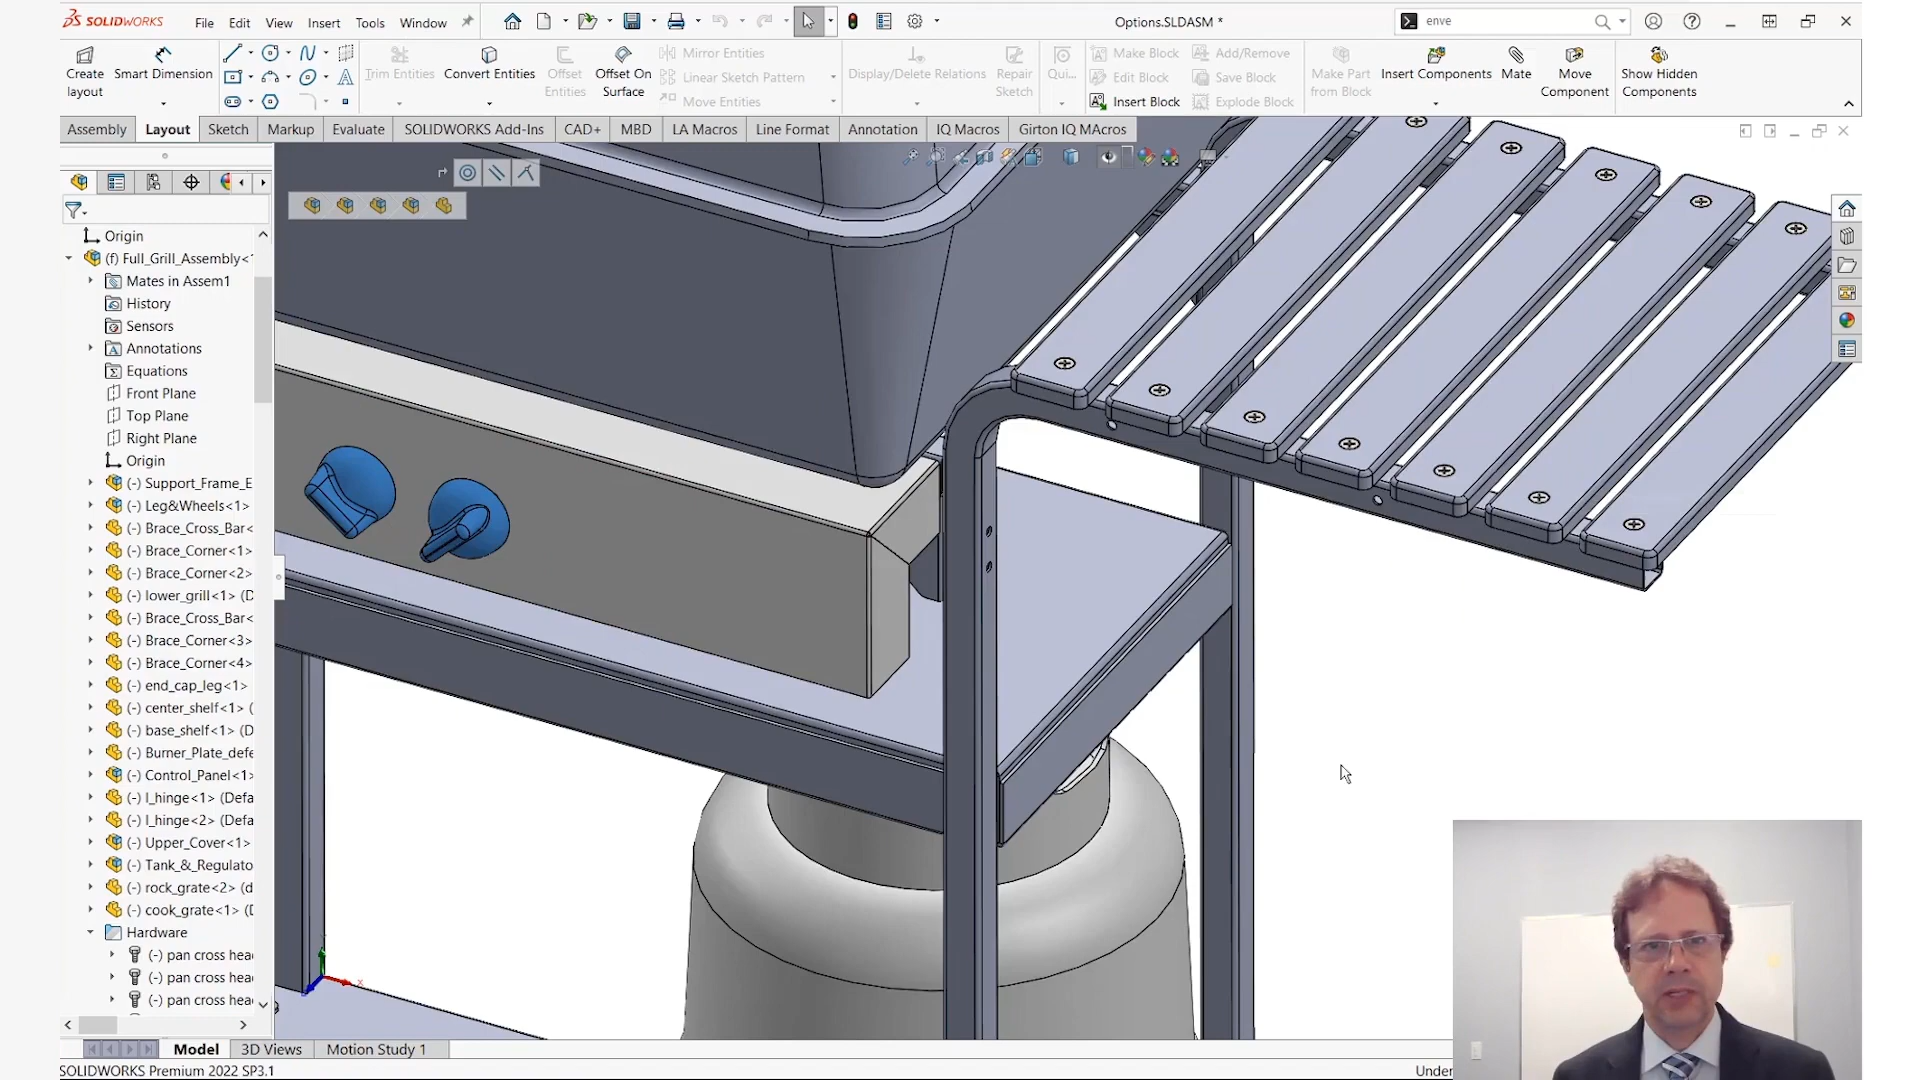 SOLIDWORKS
File Edit View Insert Tools Window
Options.SLDASM *
enve
Create layout
Smart Dimension
Trim Entities
Convert Entities
Offset Entities
Offset On Surface
Mirror Entities
Linear Sketch Pattern
Move Entities
Display/Delete Relations
Repair Sketch
Qui...
Make Block
Edit Block
Insert Block
Add/Remove
Save Block
Explode Block
Make Part from Block
Insert Components
Mate
Move Component
Show Hidden Components
Assembly Layout Sketch Markup Evaluate SOLIDWORKS Add-Ins CAD+ MBD LA Macros Line Format Annotation IQ Macros Girton IQ MAcros
Origin
(f) Full_Grill_Assembly<1
Mates in Assem1
History
Sensors
Annotations
Equations
Front Plane
Top Plane
Right Plane
Origin
(-) Support_Frame_E
(-) Leg&Wheels<1>
(-) Brace_Cross_Bar<
(-) Brace_Corner<1>
(-) Brace_Corner<2>
(-) lower_grill<1> (D
(-) Brace_Cross_Bar<
(-) Brace_Corner<3>
(-) Brace_Corner<4>
(-) end_cap_leg<1>
(-) center_shelf<1> (
(-) base_shelf<1> (D
(-) Burner_Plate_defe
(-) Control_Panel<1>
(-) l_hinge<1> (Defa
(-) l_hinge<2> (Defa
(-) Upper_Cover<1>
(-) Tank_&_Regulato
(-) rock_grate<2> (d
(-) cook_grate<1> (D
Hardware
(-) pan cross hea
(-) pan cross hea
(-) pan cross hea
Model 3D Views Motion Study 1
SOLIDWORKS Premium 2022 SP3.1
Under